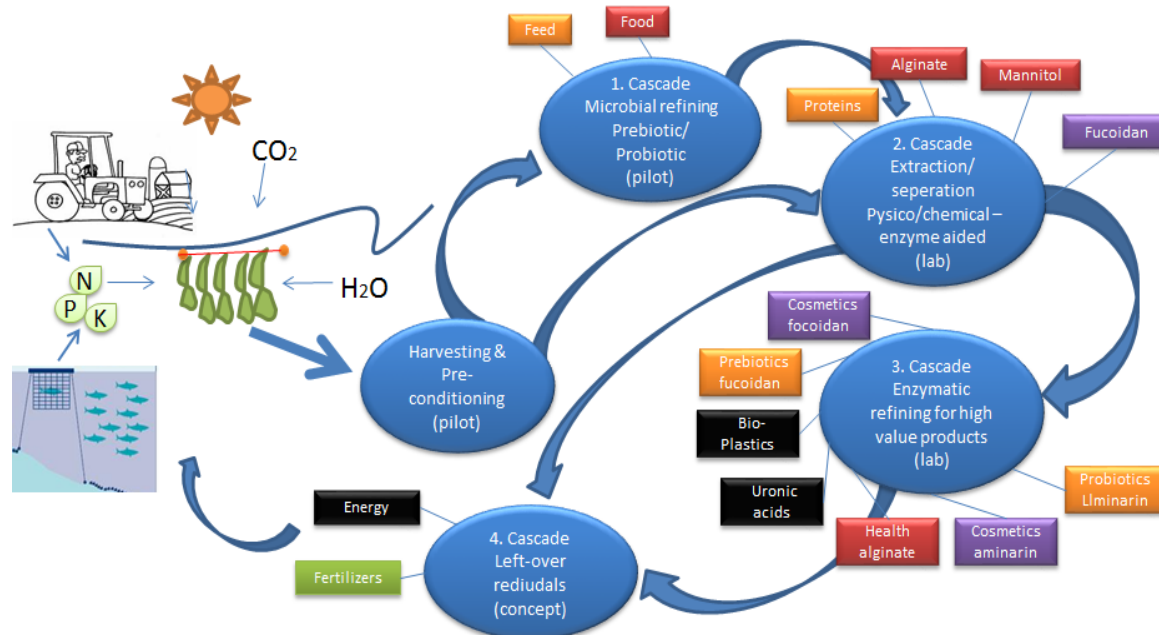 Feed
Food
1. Cascade
Microbial refining
Prebiotic/
Probiotic
(pilot)
Alginate
Mannitol
Proteins
Fucoidan
2. Cascade
Extraction/
seperation
Pysico/chemical –
enzyme aided
(lab)
CO2
N
P
K
H2O
Harvesting &
Pre-
conditioning
(pilot)
Cosmetics
focoidan
Prebiotics
fucoidan
Bio-
Plastics
Uronic
acids
3. Cascade
Enzymatic
refining for high
value products
(lab)
Probiotics
LIminarin
Health
alginate
Cosmetics
aminarin
Energy
Fertilizers
4. Cascade
Left-over
rediudals
(concept)